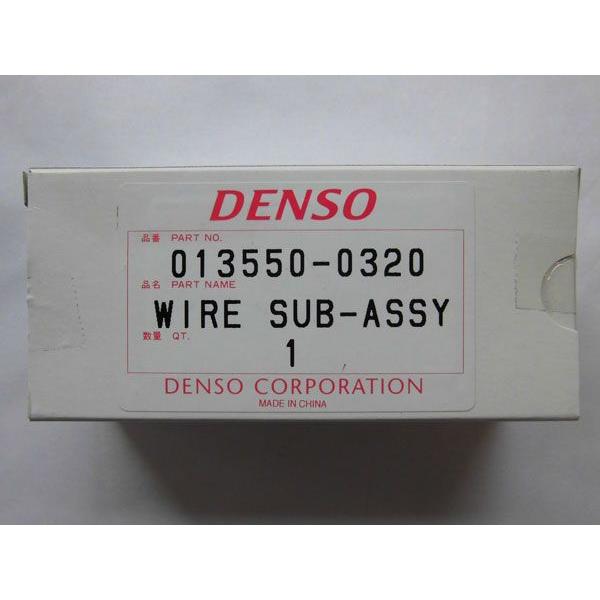 DENSO
品番 PART NO.
013550-0320
品名 PART NAME
WIRE SUB-ASSY
数量 QT.
1
DENSO CORPORATION
MADE IN CHINA